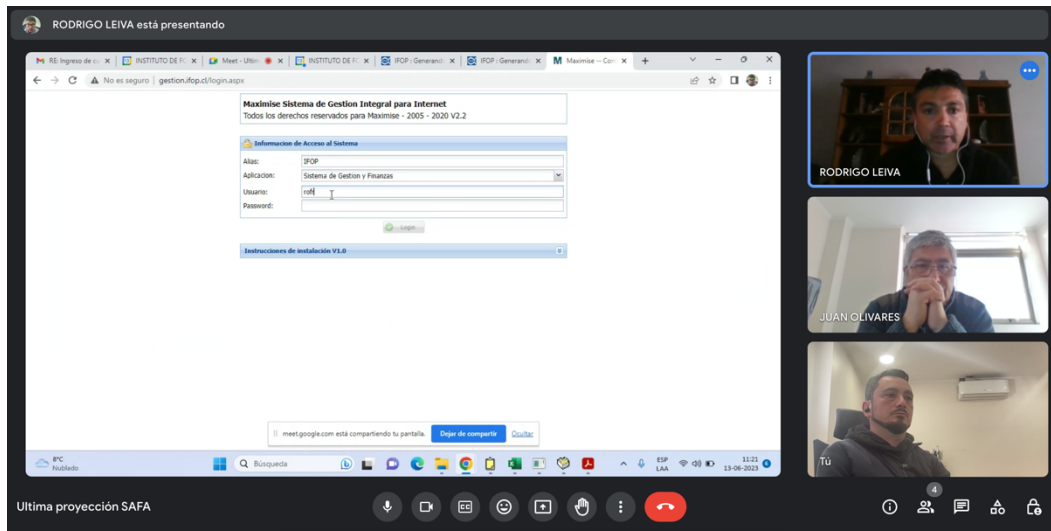 RODRIGO LEIVA está presentando
RE: Ingreso de co
INSTITUTO DE FO
Meet - Ultim
INSTITUTO DE F
IFOP : Generand
IFOP : Generand
Maximise -- Con
No es seguro | gestion.ifop.cl/login.aspx
Maximise Sistema de Gestion Integral para Internet
Todos los derechos reservados para Maximise - 2005 - 2020 V2.2
Informacion de Acceso al Sistema
Alias: IFOP
Aplicacion: Sistema de Gestion y Finanzas
Usuario:
Password:
Login
Instrucciones de instalación V1.0
meet.google.com está compartiendo tu pantalla. Dejar de compartir Ocultar
8°C
Nublado
Búsqueda
ESP
LAA
11:21
13-06-2023
RODRIGO LEIVA
JUAN OLIVARES
Tú
Ultima proyección SAFA
4